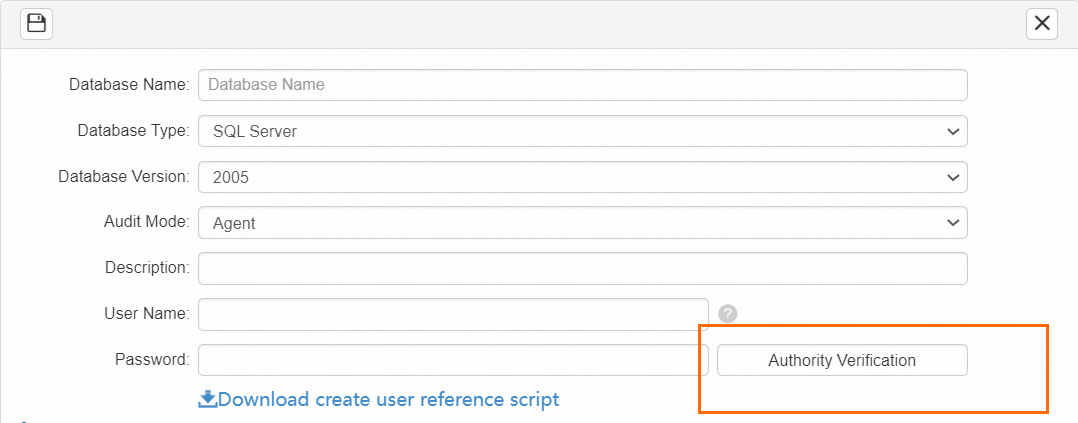 Database Name: Database Name
Database Type: SQL Server
Database Version: 2005
Audit Mode: Agent
Description:
User Name: ?
Password: Authority Verification
Download create user reference script